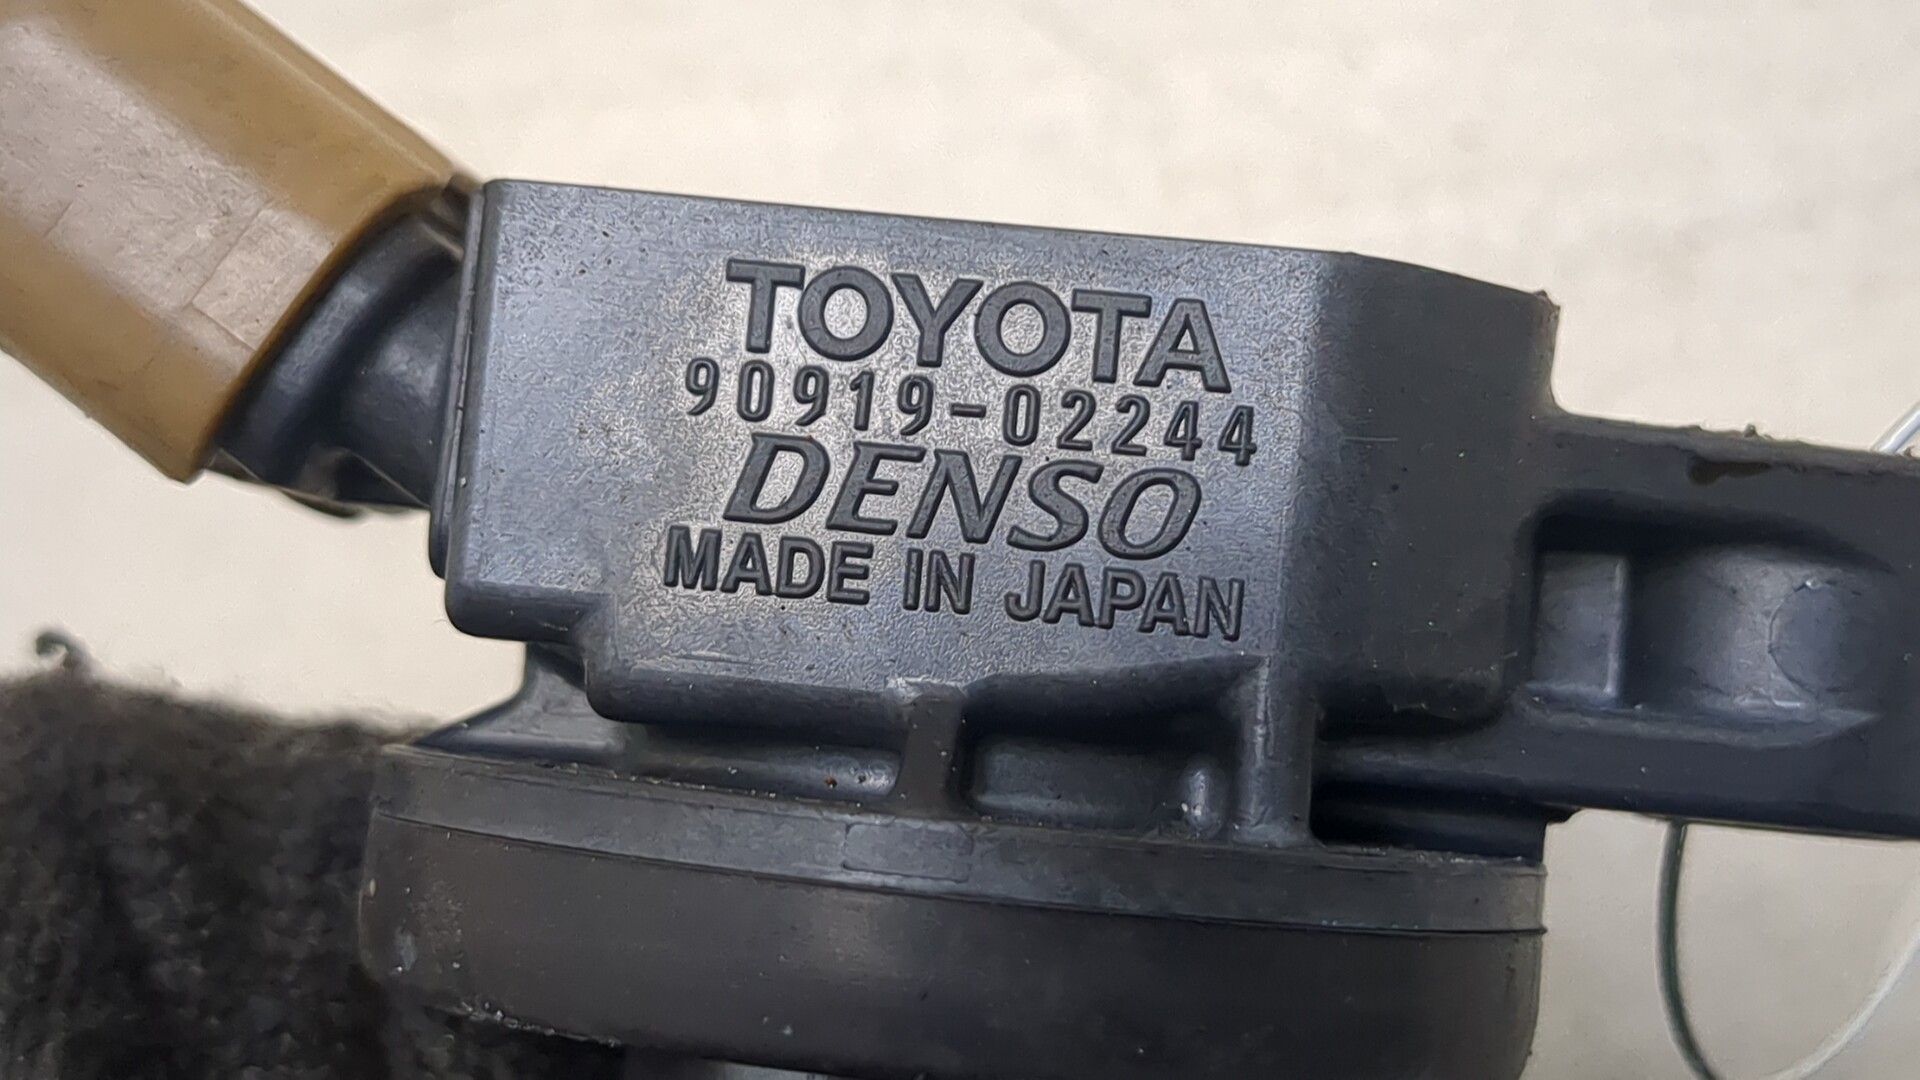 TOYOTA
90919-02244
DENSO
MADE IN JAPAN